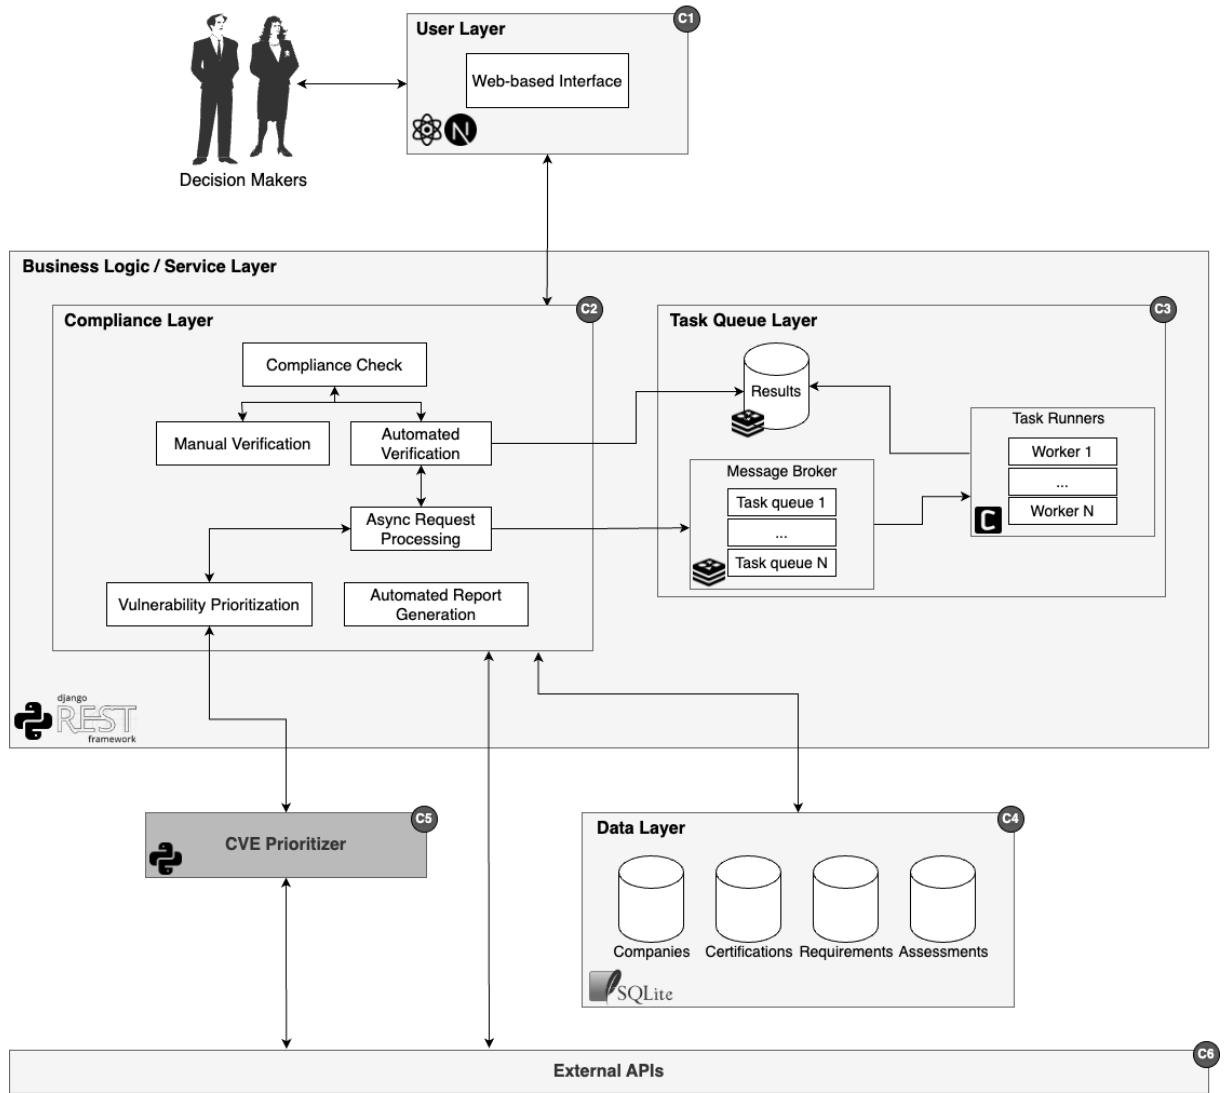 C1
User Layer
Web-based Interface
N
Decision Makers
Business Logic / Service Layer
C2
Compliance Layer
Compliance Check
Manual Verification
Automated
Verification
Async Request
Processing
Vulnerability Prioritization
Automated Report
Generation
C3
Task Queue Layer
Results
Message Broker
Task queue 1
...
Task queue N
Task Runners
Worker 1
...
Worker N
C
django
REST
framework
C5
CVE Prioritizer
C4
Data Layer
Companies
Certifications
Requirements
Assessments
SQLite
C6
External APIs